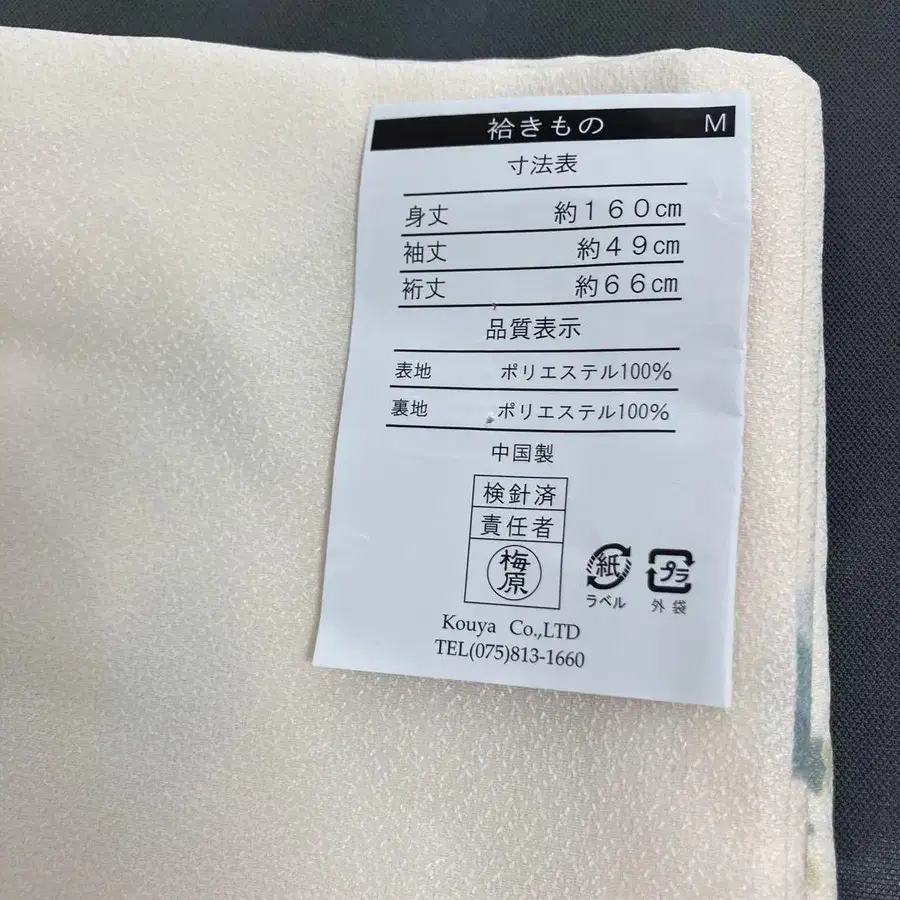 袷きもの M
寸法表
身丈 約160cm
袖丈 約49cm
裄丈 約66cm
品質表示
表地 ポリエステル100%
裏地 ポリエステル100%
中国製
検針済
責任者
梅原
紙 プラ
ラベル 外袋
Kouya Co.,LTD
TEL(075)813-1660